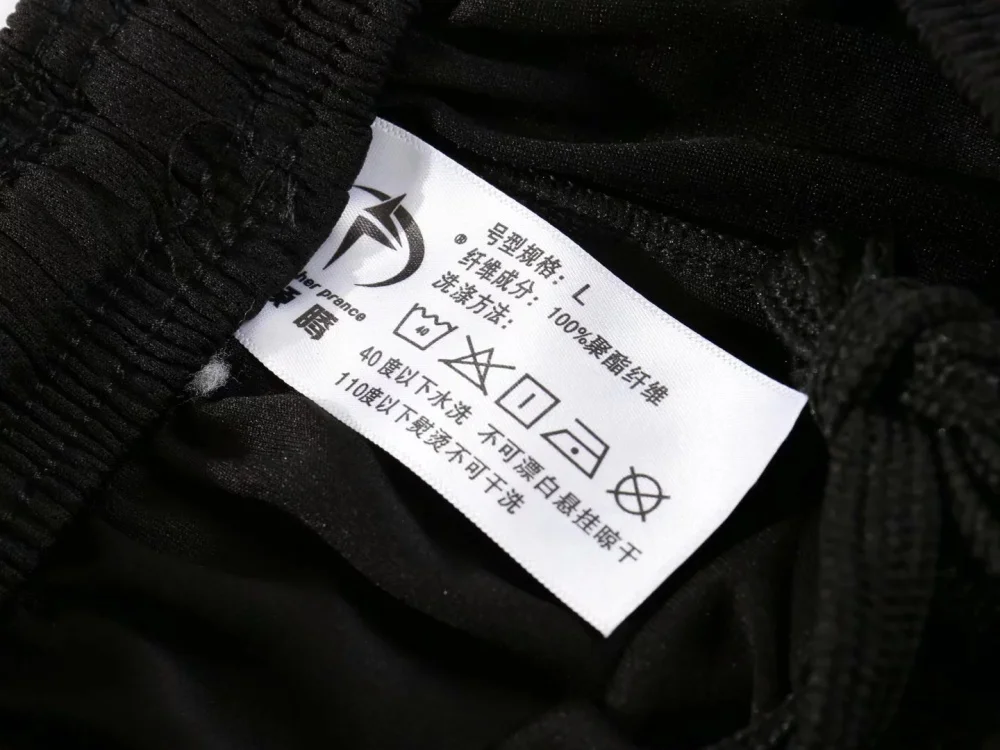 her prance
腾
®
号型规格： L
纤维成分： 100%聚酯纤维
洗涤方法：
40
40度以下水洗 不可漂白悬挂晾干
110度以下熨烫不可干洗